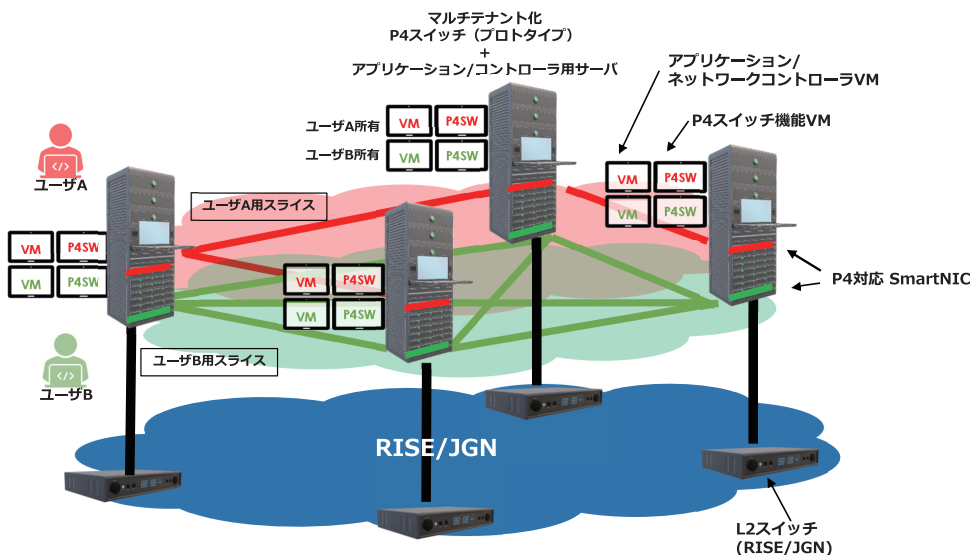 マルチテナント化
P4スイッチ（プロトタイプ）
+
アプリケーション/コントローラ用サーバ
アプリケーション/
ネットワークコントローラVM
P4スイッチ機能VM
ユーザA所有
VM
P4SW
ユーザB所有
VM
P4SW
ユーザA
VM
P4SW
VM
P4SW
ユーザA用スライス
VM
P4SW
VM
P4SW
VM
P4SW
VM
P4SW
P4対応 SmartNIC
ユーザB用スライス
ユーザB
RISE/JGN
L2スイッチ
(RISE/JGN)